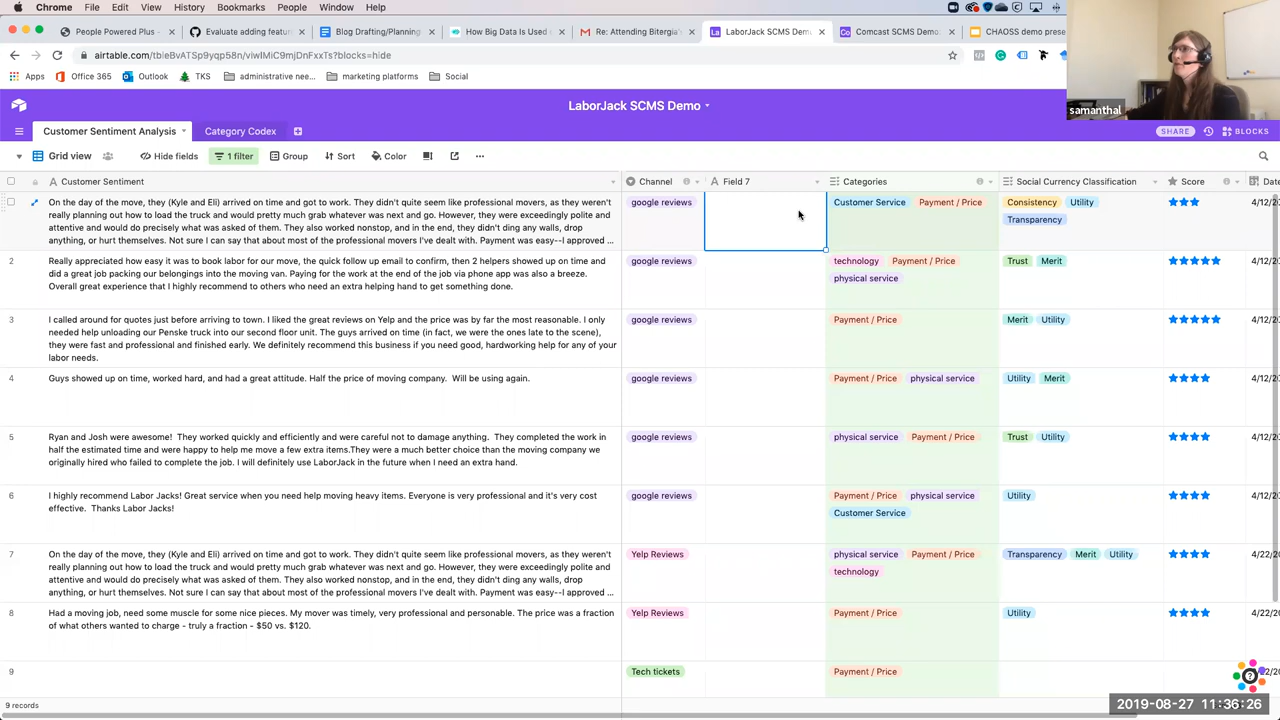 Chrome File Edit View History Bookmarks People Window Help
People Powered Plus - Evaluate adding featur Blog Drafting/Planning How Big Data Is Used Re: Attending Bitergia's LaborJack SCMS Dem Comcast SCMS Demo: CHAOSS demo prese
airtable.com/tbleBvATSp9yqp58n/viwIMIC9mjDnFxxTs?blocks=hide
Apps Office 365 Outlook TKS administrative nee... marketing platforms Social
samanthal
LaborJack SCMS Demo
Customer Sentiment Analysis Category Codex SHARE BLOCKS
Grid view Hide fields 1 filter Group Sort Color
Customer Sentiment Channel Field 7 Categories Social Currency Classification Score Date
On the day of the move, they (Kyle and Eli) arrived on time and got to work. They didn't quite seem like professional movers, as they weren't google reviews Customer Service Payment / Price Consistency Utility 4/12/20
really planning out how to load the truck and would pretty much grab whatever was next and go. However, they were exceedingly polite and Transparency
attentive and would do precisely what was asked of them. They also worked nonstop, and in the end, they didn't ding any walls, drop
anything, or hurt themselves. Not sure I can say that about most of the professional movers I've dealt with. Payment was easy--I approved ...
2 Really appreciated how easy it was to book labor for our move, the quick follow up email to confirm, then 2 helpers showed up on time and google reviews technology Payment / Price Trust Merit 4/12/20
did a great job packing our belongings into the moving van. Paying for the work at the end of the job via phone app was also a breeze. physical service
Overall great experience that I highly recommend to others who need an extra helping hand to get something done.
3 I called around for quotes just before arriving to town. I liked the great reviews on Yelp and the price was by far the most reasonable. I only google reviews Payment / Price Merit Utility 4/12/20
needed help unloading our Penske truck into our second floor unit. The guys arrived on time (in fact, we were the ones late to the scene),
they were fast and professional and finished early. We definitely recommend this business if you need good, hardworking help for any of your
labor needs.
4 Guys showed up on time, worked hard, and had a great attitude. Half the price of moving company. Will be using again. google reviews Payment / Price physical service Utility Merit 4/12/20
5 Ryan and Josh were awesome! They worked quickly and efficiently and were careful not to damage anything. They completed the work in google reviews physical service Payment / Price Trust Utility 4/12/20
half the estimated time and were happy to help me move a few extra items.They were a much better choice than the moving company we
originally hired who failed to complete the job. I will definitely use LaborJack in the future when I need an extra hand.
6 I highly recommend Labor Jacks! Great service when you need help moving heavy items. Everyone is very professional and it's very cost google reviews Payment / Price physical service Utility 4/12/20
effective. Thanks Labor Jacks! Customer Service
7 On the day of the move, they (Kyle and Eli) arrived on time and got to work. They didn't quite seem like professional movers, as they weren't Yelp Reviews physical service Payment / Price Transparency Merit Utility 4/22/20
really planning out how to load the truck and would pretty much grab whatever was next and go. However, they were exceedingly polite and technology
attentive and would do precisely what was asked of them. They also worked nonstop, and in the end, they didn't ding any walls, drop
anything, or hurt themselves. Not sure I can say that about most of the professional movers I've dealt with. Payment was easy--I approved ...
8 Had a moving job, need some muscle for some nice pieces. My mover was timely, very professional and personable. The price was a fraction Yelp Reviews Payment / Price Utility 4/22/20
of what others wanted to charge - truly a fraction - $50 vs. $120.
9 Tech tickets Payment / Price
9 records
2019-08-27 11:36:26